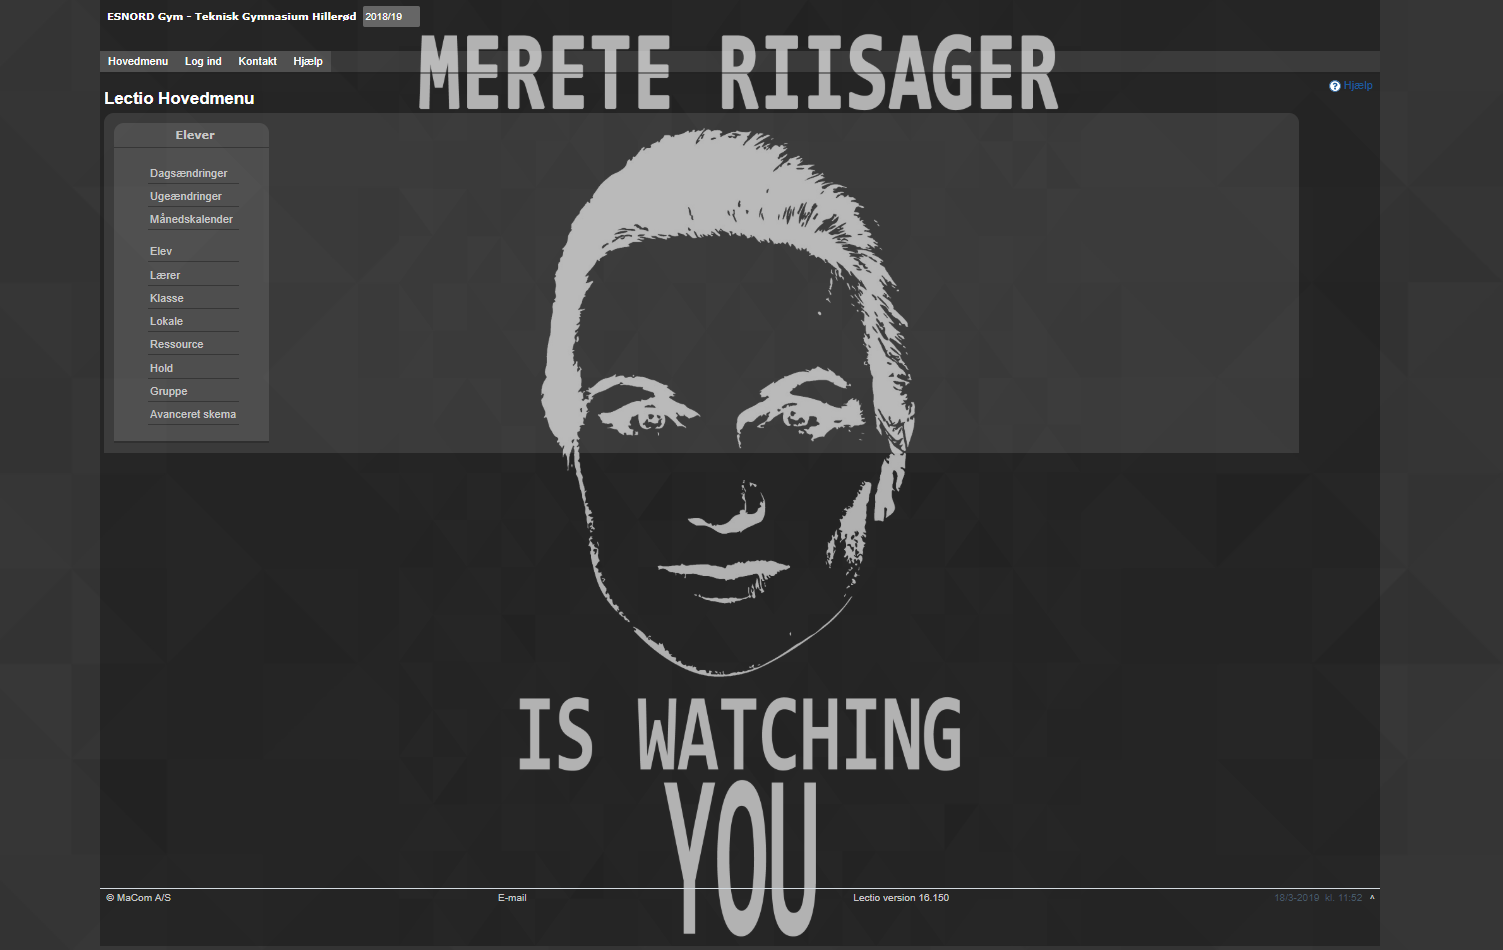 ESNORD Gym - Teknisk Gymnasium Hillerød 2018/19
MERETE RIISAGER
Hovedmenu Log ind Kontakt Hjælp
? Hjælp
Lectio Hovedmenu
Elever
Dagsændringer
Ugeændringer
Månedskalender
Elev
Lærer
Klasse
Lokale
Ressource
Hold
Gruppe
Avanceret skema
IS WATCHING
YOU
© MaCom A/S E-mail Lectio version 16.150 18/3-2019 kl. 11:52 ^